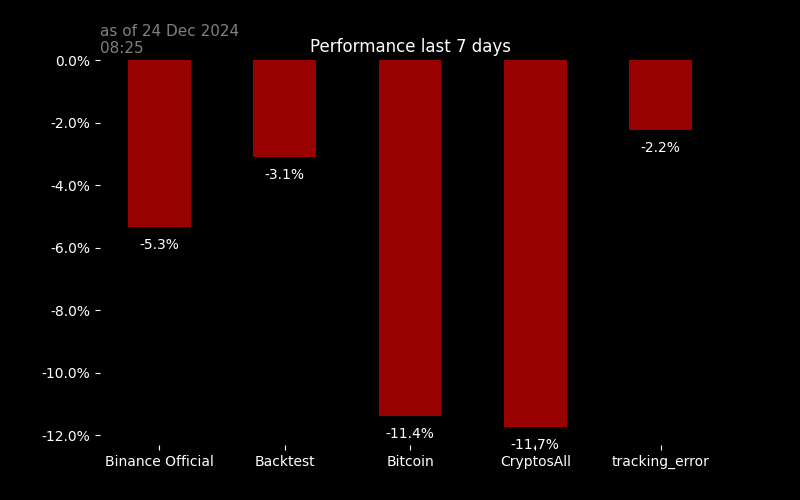 as of 24 Dec 2024
08:25
Performance last 7 days
0.0%
-2.0%
-4.0%
-6.0%
-8.0%
-10.0%
-12.0%
-5.3%
-3.1%
-11.4%
-11.7%
-2.2%
Binance Official
Backtest
Bitcoin
CryptosAll
tracking_error